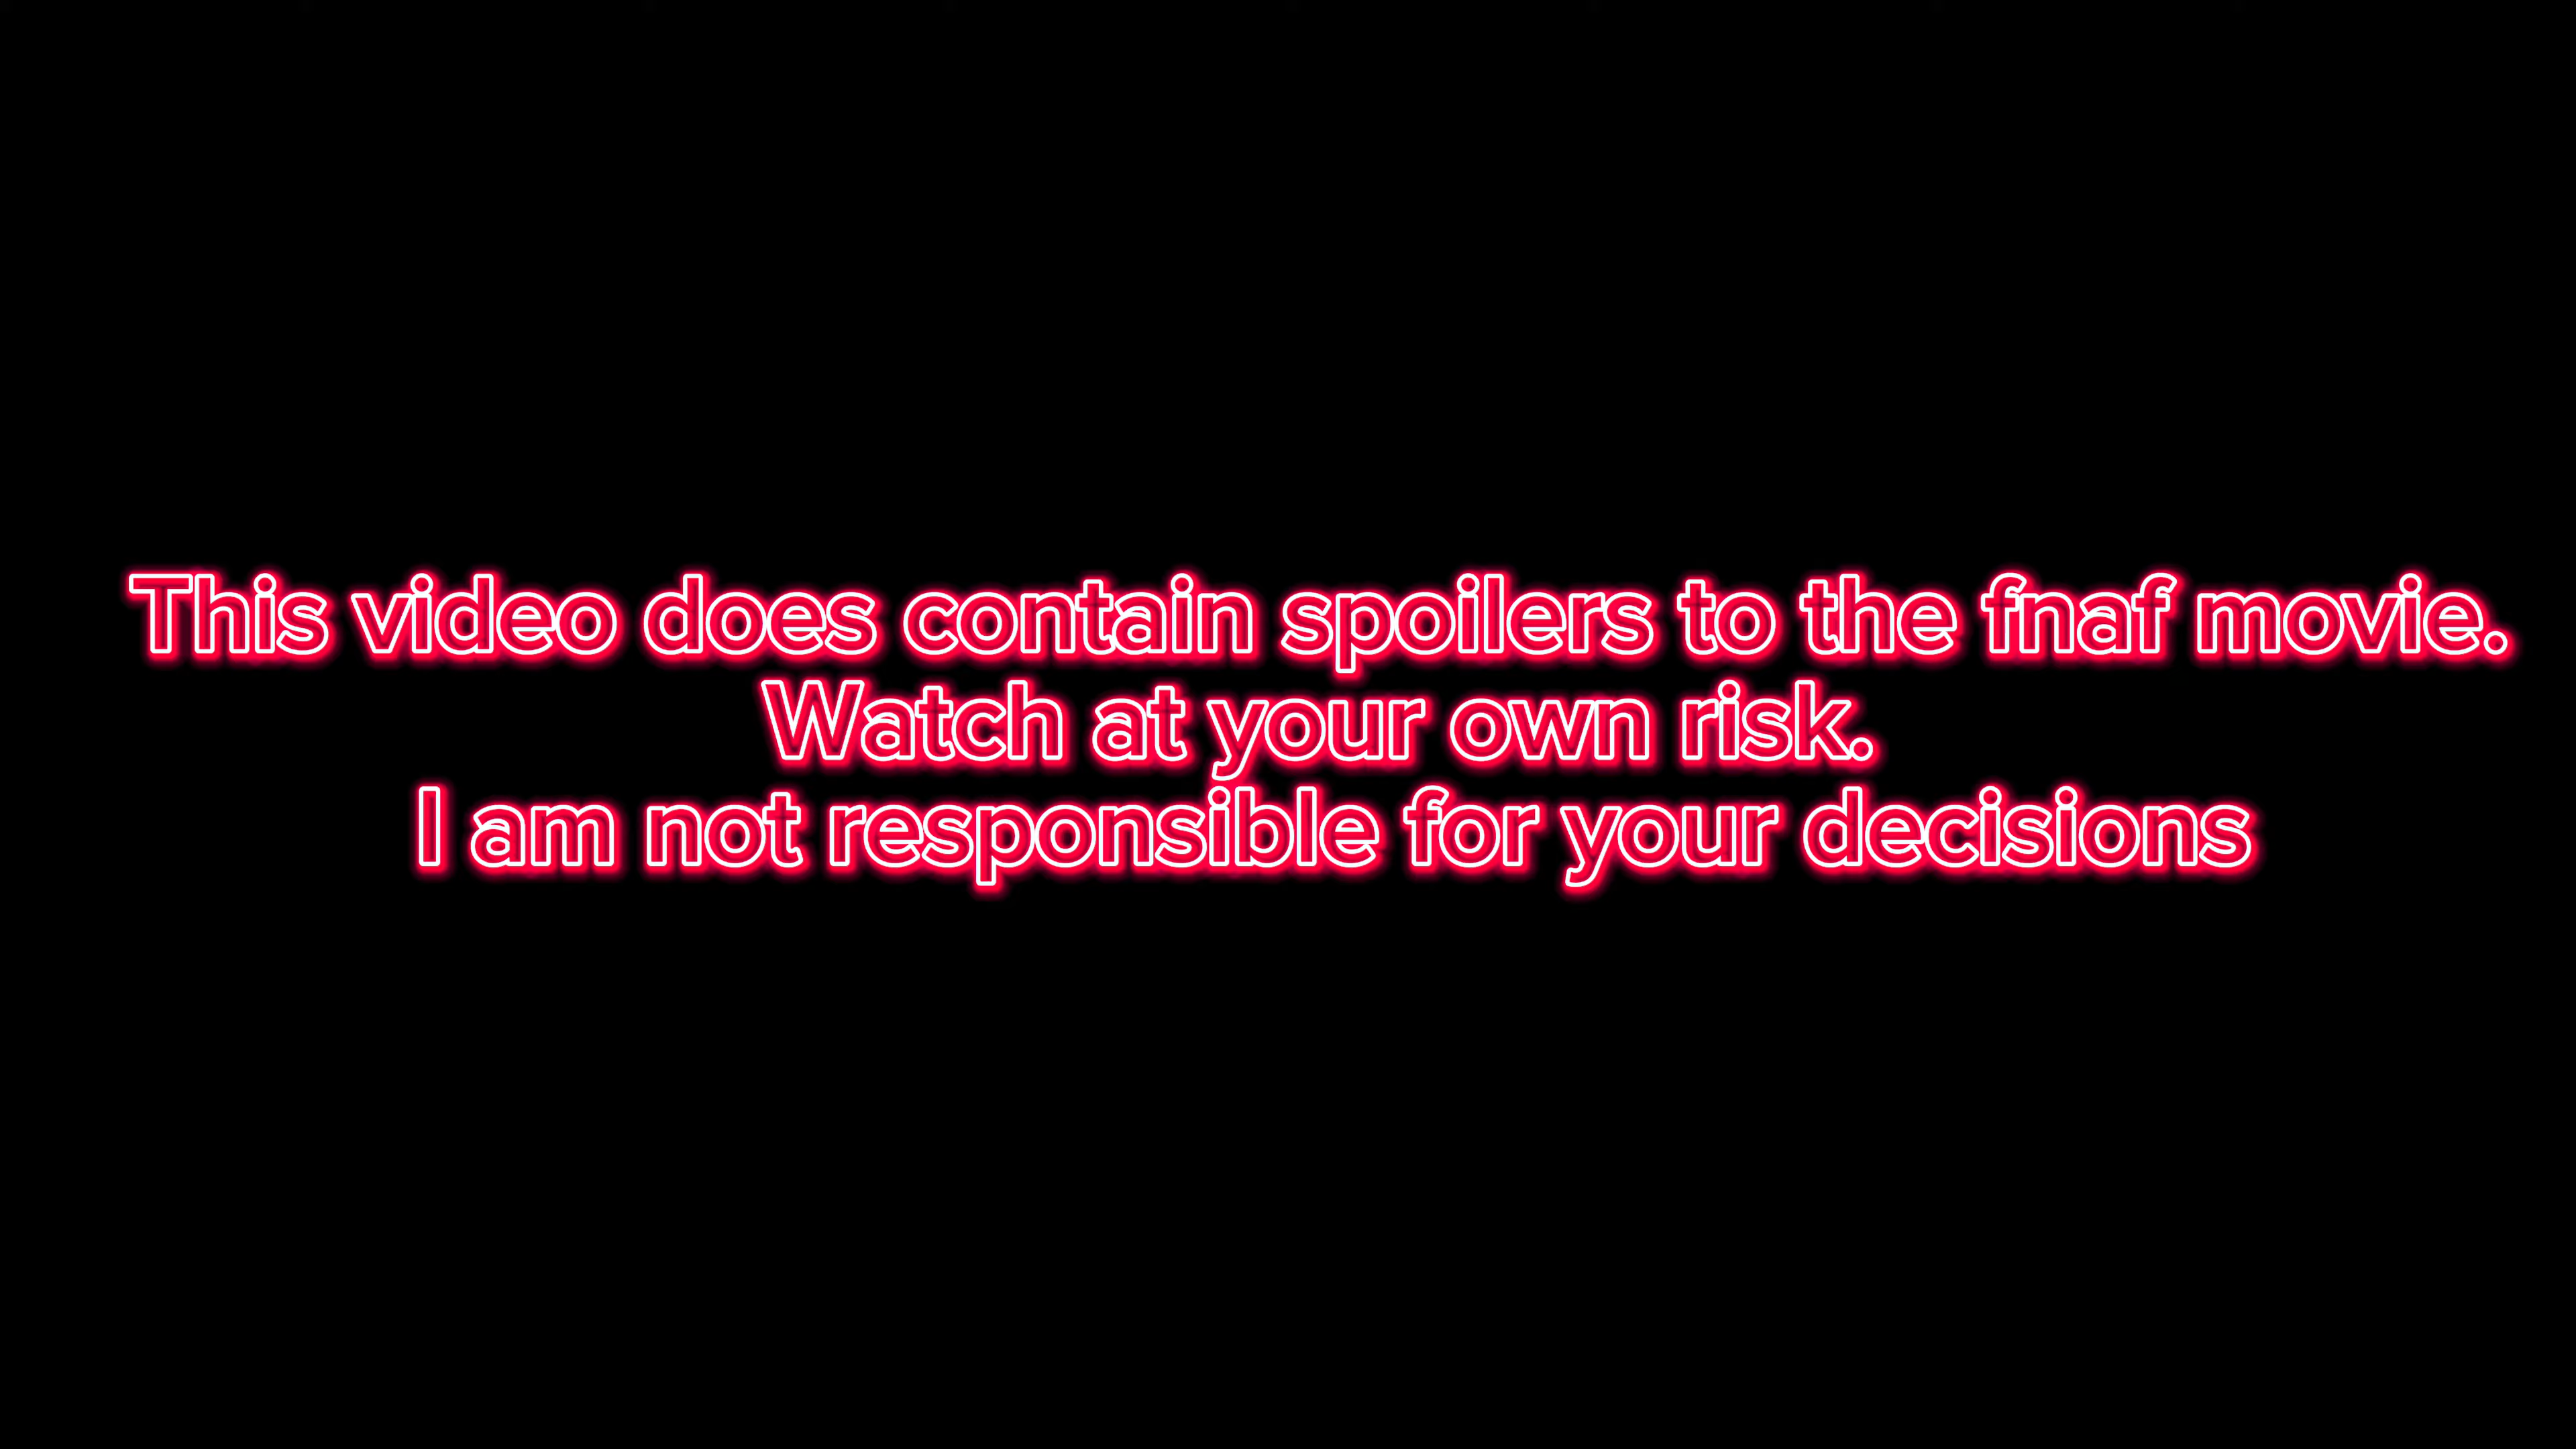 This video does contain spoilers to the fnaf movie.
Watch at your own risk.
I am not responsible for your decisions